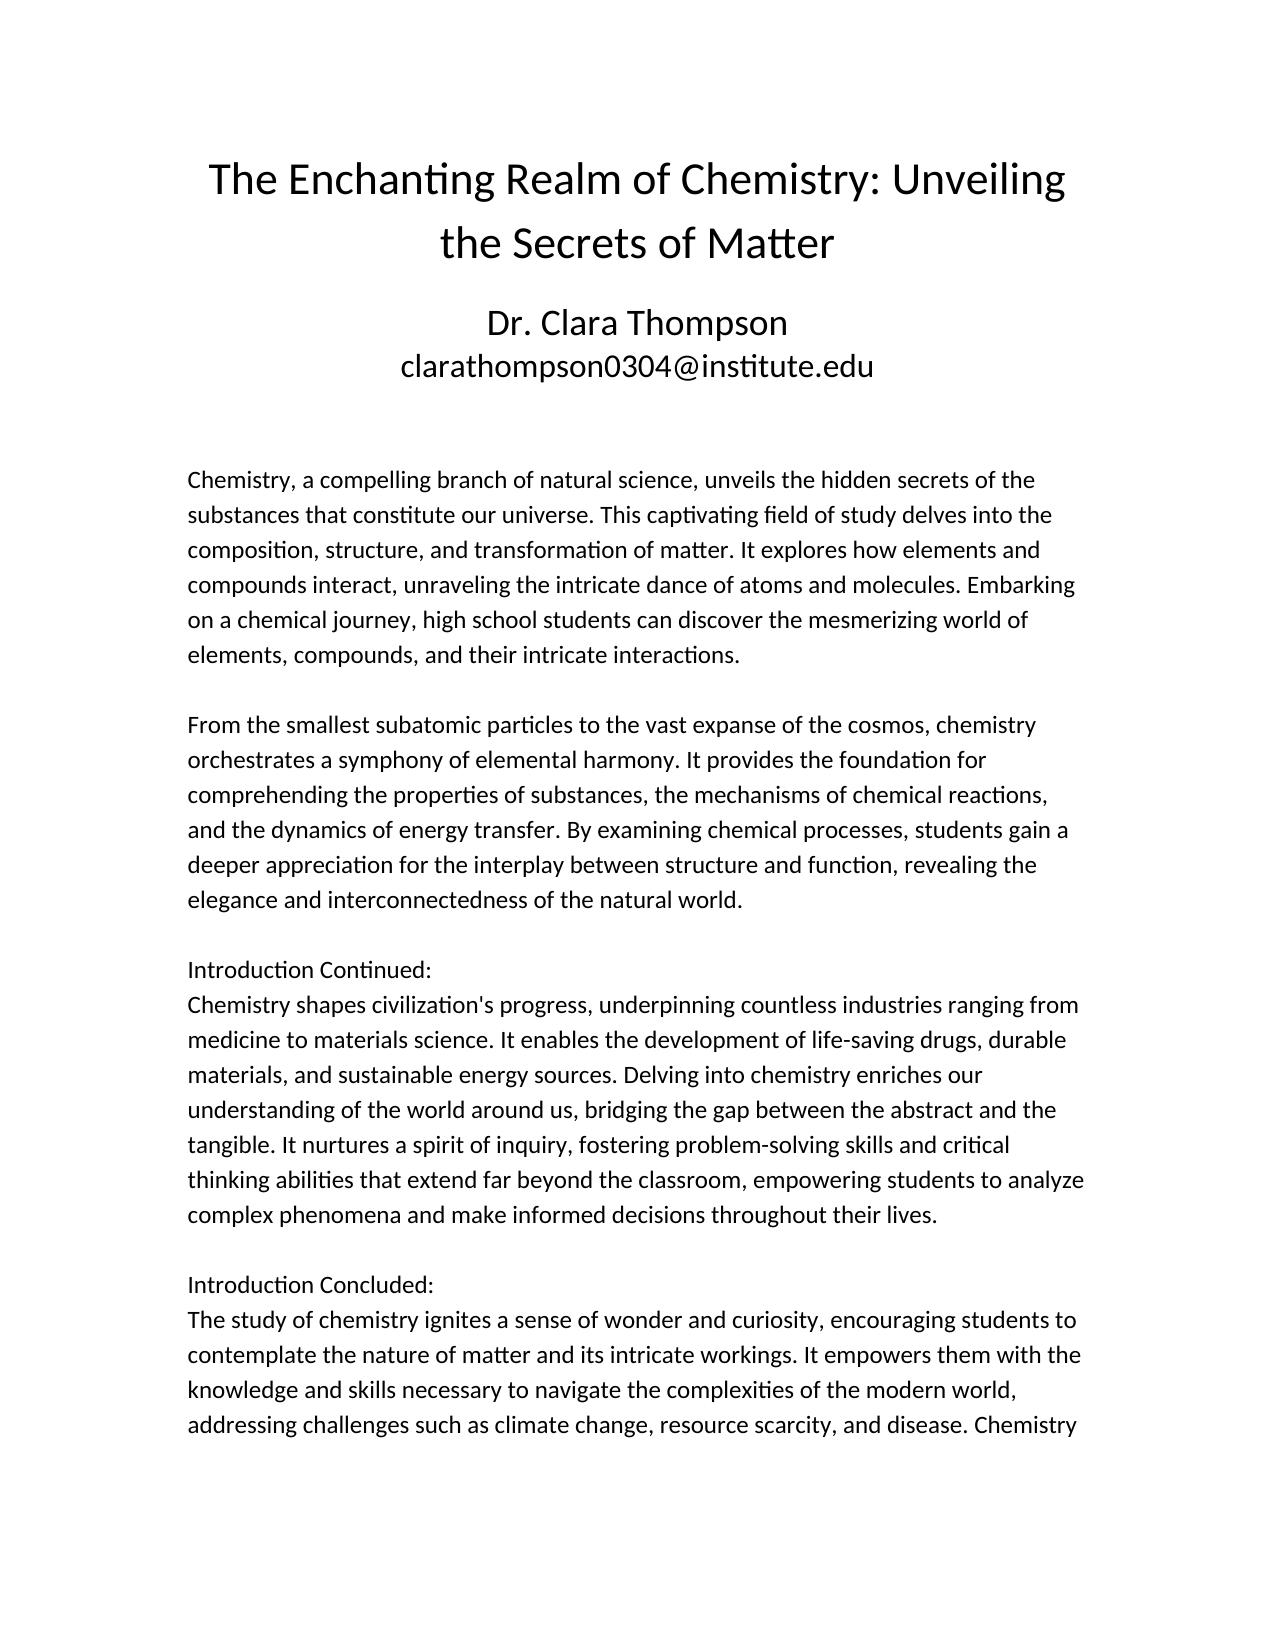 The Enchanting Realm of Chemistry: Unveiling
the Secrets of Matter
Dr. Clara Thompson
clarathompson0304@institute.edu
Chemistry, a compelling branch of natural science, unveils the hidden secrets of the
substances that constitute our universe. This captivating field of study delves into the
composition, structure, and transformation of matter. It explores how elements and
compounds interact, unraveling the intricate dance of atoms and molecules. Embarking
on a chemical journey, high school students can discover the mesmerizing world of
elements, compounds, and their intricate interactions.
From the smallest subatomic particles to the vast expanse of the cosmos, chemistry
orchestrates a symphony of elemental harmony. It provides the foundation for
comprehending the properties of substances, the mechanisms of chemical reactions,
and the dynamics of energy transfer. By examining chemical processes, students gain a
deeper appreciation for the interplay between structure and function, revealing the
elegance and interconnectedness of the natural world.
Introduction Continued:
Chemistry shapes civilization's progress, underpinning countless industries ranging from
medicine to materials science. It enables the development of life-saving drugs, durable
materials, and sustainable energy sources. Delving into chemistry enriches our
understanding of the world around us, bridging the gap between the abstract and the
tangible. It nurtures a spirit of inquiry, fostering problem-solving skills and critical
thinking abilities that extend far beyond the classroom, empowering students to analyze
complex phenomena and make informed decisions throughout their lives.
Introduction Concluded:
The study of chemistry ignites a sense of wonder and curiosity, encouraging students to
contemplate the nature of matter and its intricate workings. It empowers them with the
knowledge and skills necessary to navigate the complexities of the modern world,
addressing challenges such as climate change, resource scarcity, and disease. Chemistry